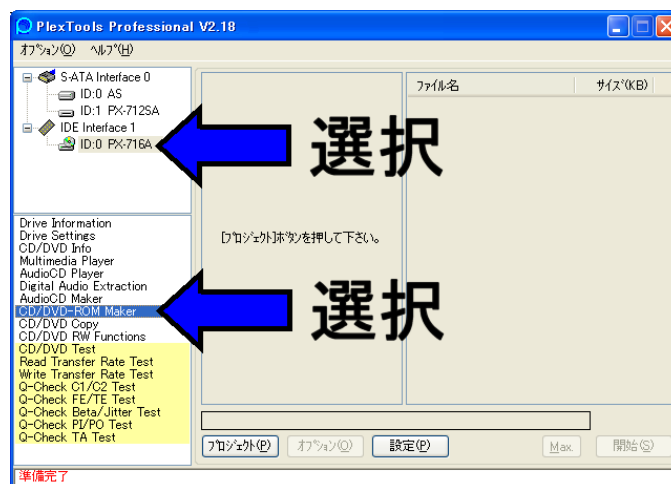 PlexTools Professional V2.18
ｵﾌﾟｼｮﾝ(O) ﾍﾙﾌﾟ(H)
S-ATA Interface 0
ID:0 AS
ID:1 PX-712SA
IDE Interface 1
ID:0 PX-716A
選択
ファイル名
サイズ(KB)
[ﾌﾟﾛｼﾞｪｸﾄ]ﾎﾞﾀﾝを押して下さい。
Drive Information
Drive Settings
CD/DVD Info
Multimedia Player
AudioCD Player
Digital Audio Extraction
AudioCD Maker
CD/DVD-ROM Maker
選択
CD/DVD Copy
CD/DVD RW Functions
CD/DVD Test
Read Transfer Rate Test
Write Transfer Rate Test
Q-Check C1/C2 Test
Q-Check FE/TE Test
Q-Check Beta/Jitter Test
Q-Check PI/PO Test
Q-Check TA Test
ﾌﾟﾛｼﾞｪｸﾄ(P)
ｵﾌﾟｼｮﾝ(O)
設定(P)
Max.
開始(S)
準備完了